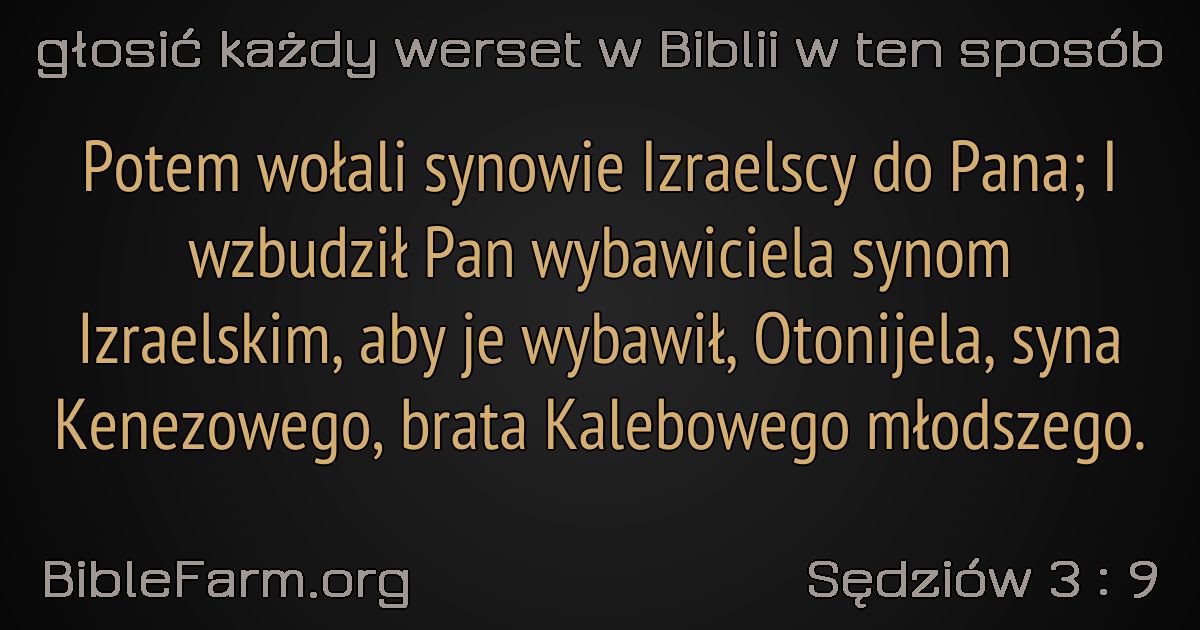 głosić każdy werset w Biblii w ten sposób
Potem wołali synowie Izraelscy do Pana; I
wzbudził Pan wybawiciela synom
Izraelskim, aby je wybawił, Otonijela, syna
Kenezowego, brata Kalebowego młodszego.
BibleFarm.org
Sędziów 3 : 9